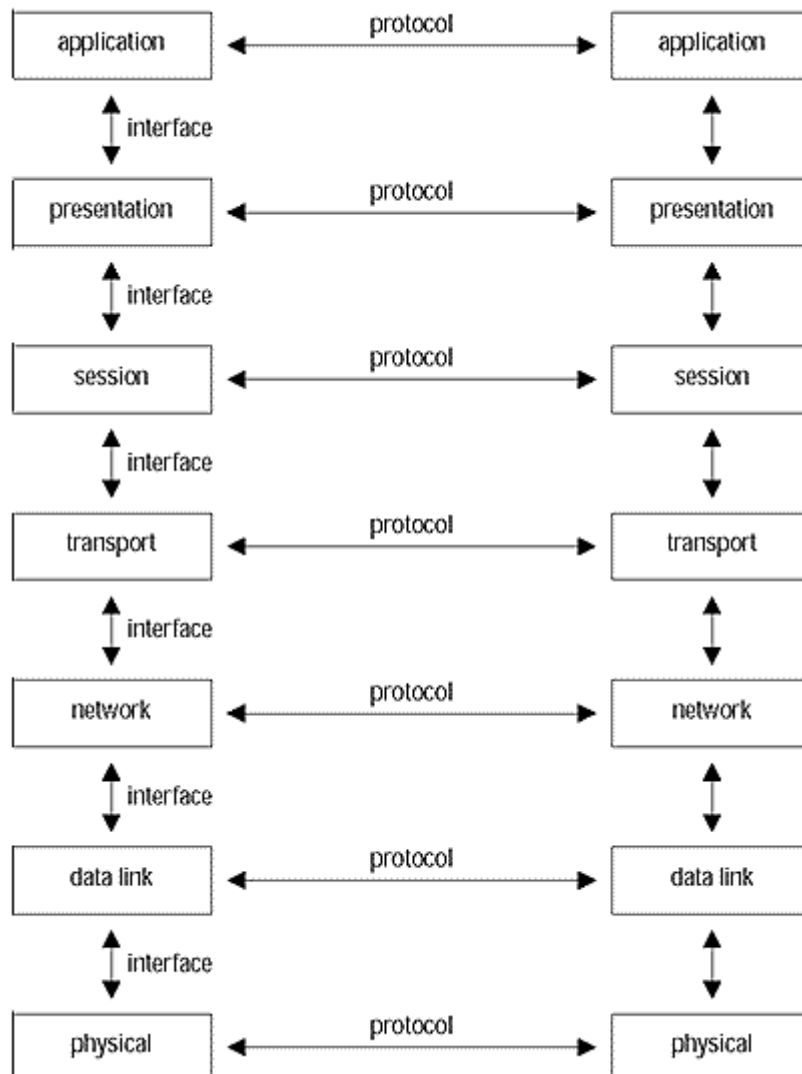 protocol
application
application
interface
protocol
presentation
presentation
interface
protocol
session
session
interface
protocol
transport
transport
interface
protocol
network
network
interface
protocol
data link
data link
interface
protocol
physical
physical